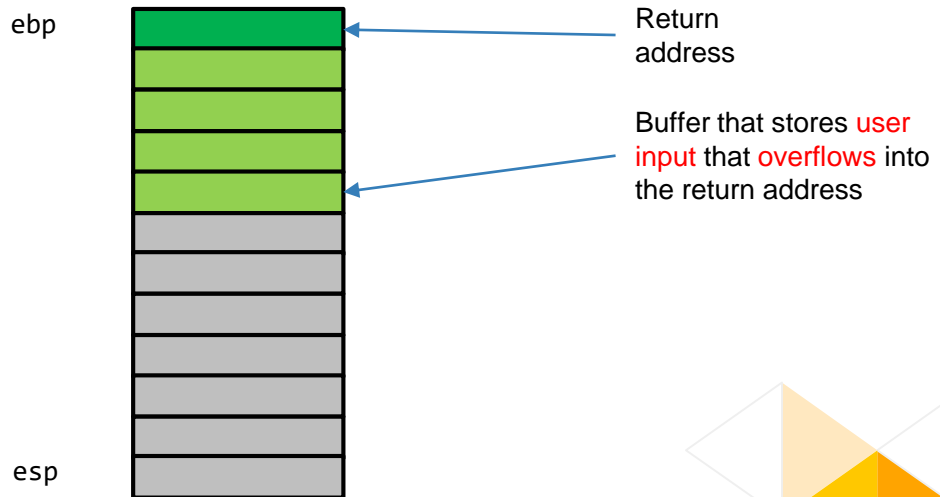 ebp
Return
address
Buffer that stores user
input that overflows into
the return address
esp